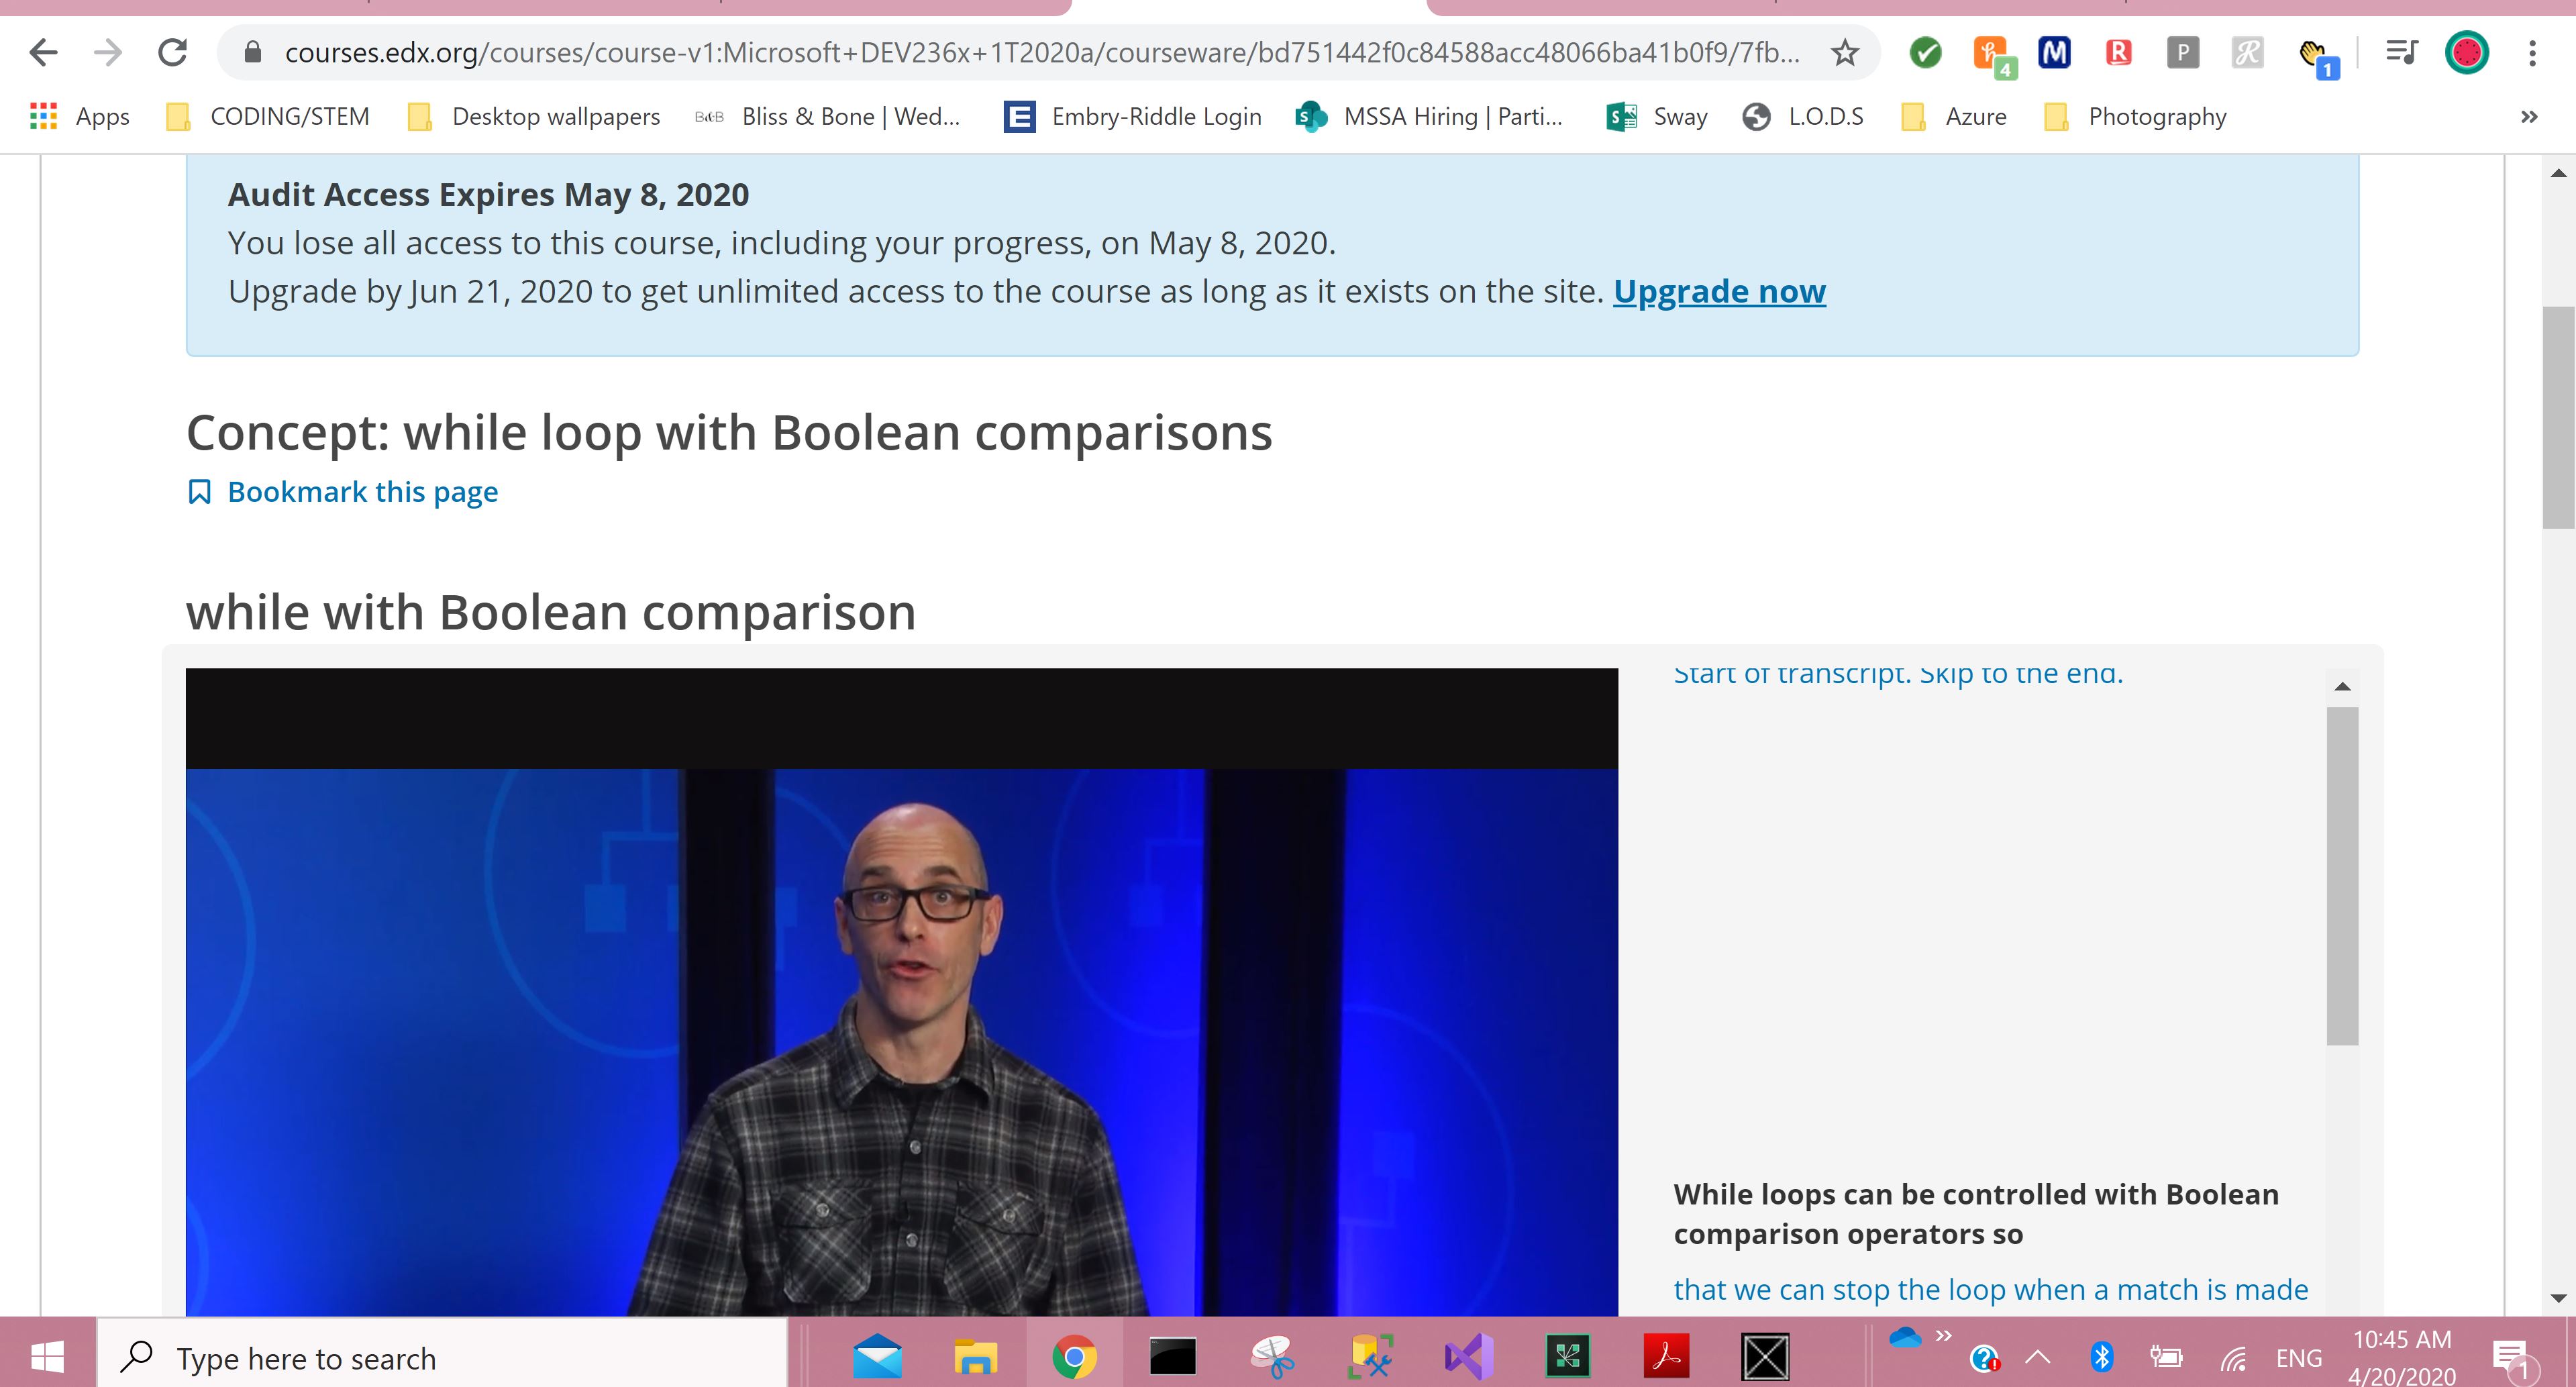 courses.edx.org/courses/course-v1:Microsoft+DEV236x+1T2020a/courseware/bd751442f0c84588acc48066ba41b0f9/7fb...
4
M
R
P
R
1
Apps
CODING/STEM
Desktop wallpapers
B&B
Bliss & Bone | Wed...
E
Embry-Riddle Login
S
MSSA Hiring | Parti...
S
Sway
L.O.D.S
Azure
Photography
»
Audit Access Expires May 8, 2020
You lose all access to this course, including your progress, on May 8, 2020.
Upgrade by Jun 21, 2020 to get unlimited access to the course as long as it exists on the site. Upgrade now
Concept: while loop with Boolean comparisons
Bookmark this page
while with Boolean comparison
Start of transcript. Skip to the end.
While loops can be controlled with Boolean
comparison operators so
that we can stop the loop when a match is made
Type here to search
»
ENG
10:45 AM
4/20/2020
1